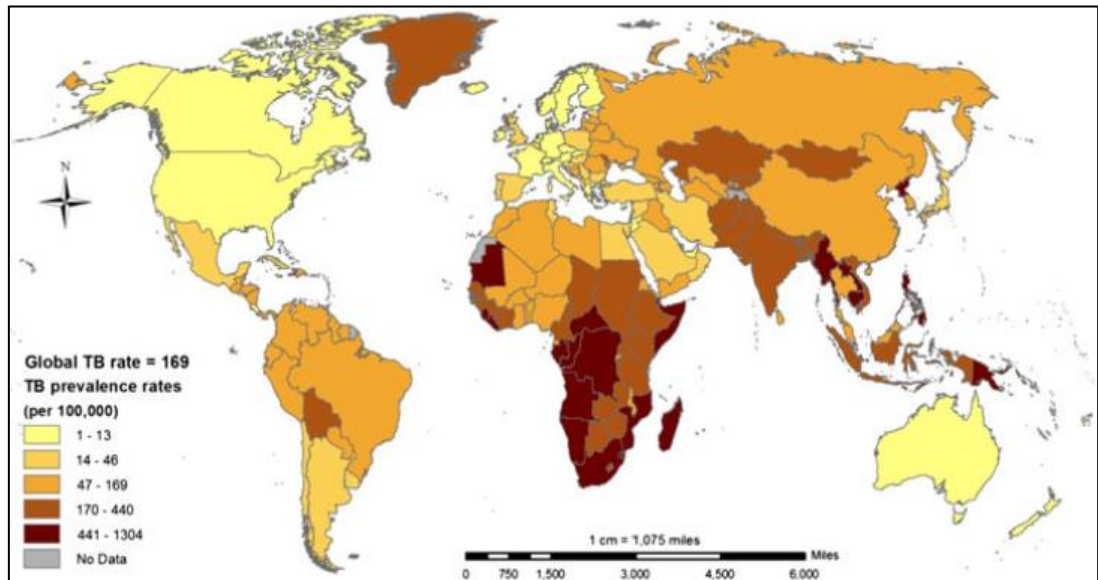 N
Global TB rate = 169
TB prevalence rates
(per 100,000)
1 - 13
14 - 46
47 - 169
170 - 440
441 - 1304
No Data
1 cm = 1,075 miles
Miles
0 750 1,500 3,000 4,500 6,000